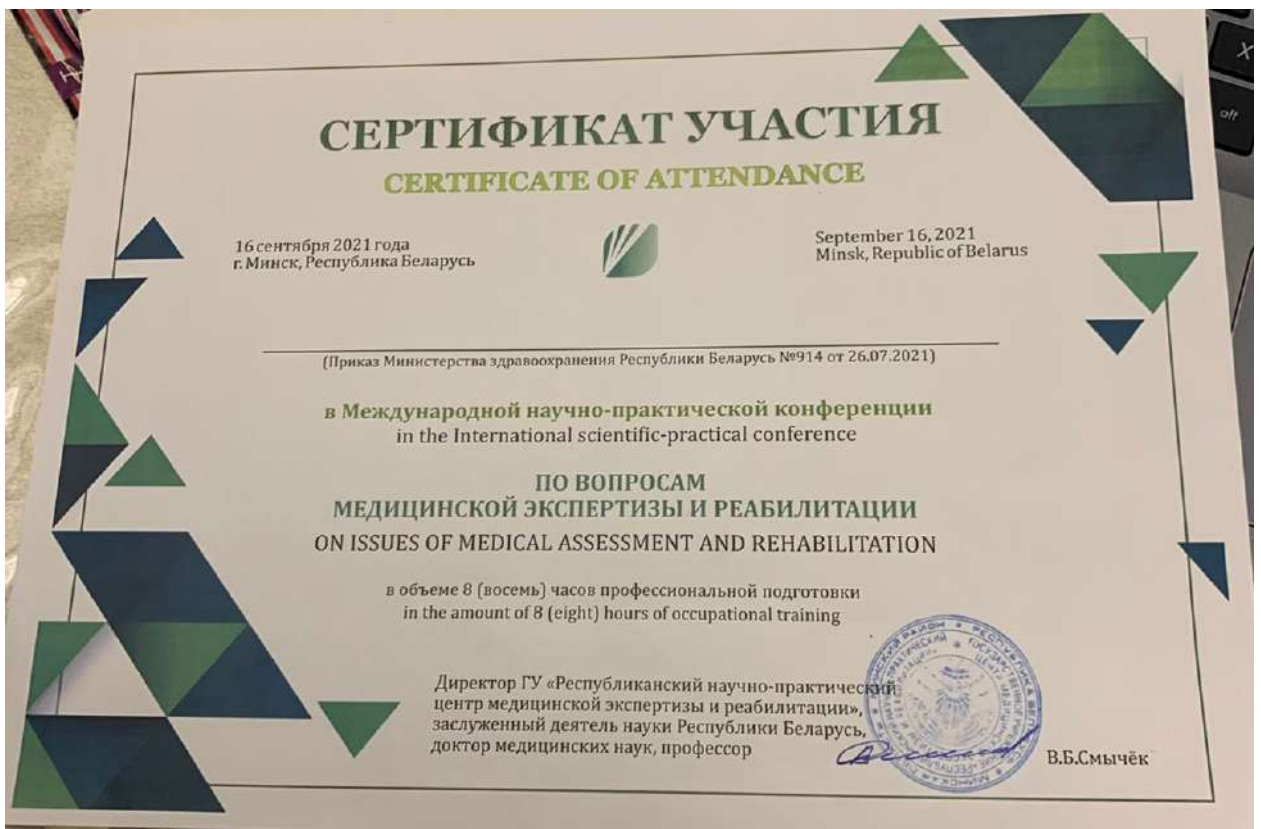 СЕРТИФИКАТ УЧАСТИЯ
CERTIFICATE OF ATTENDANCE
16 сентября 2021 года
г. Минск, Республика Беларусь
September 16, 2021
Minsk, Republic of Belarus
(Приказ Министерства здравоохранения Республики Беларусь №914 от 26.07.2021)
в Международной научно-практической конференции
in the International scientific-practical conference
ПО ВОПРОСАМ
МЕДИЦИНСКОЙ ЭКСПЕРТИЗЫ И РЕАБИЛИТАЦИИ
ON ISSUES OF MEDICAL ASSESSMENT AND REHABILITATION
в объеме 8 (восемь) часов профессиональной подготовки
in the amount of 8 (eight) hours of occupational training
Директор ГУ «Республиканский научно-практический
центр медицинской экспертизы и реабилитации»,
заслуженный деятель науки Республики Беларусь,
доктор медицинских наук, профессор
В.Б.Смычёк
X
alt